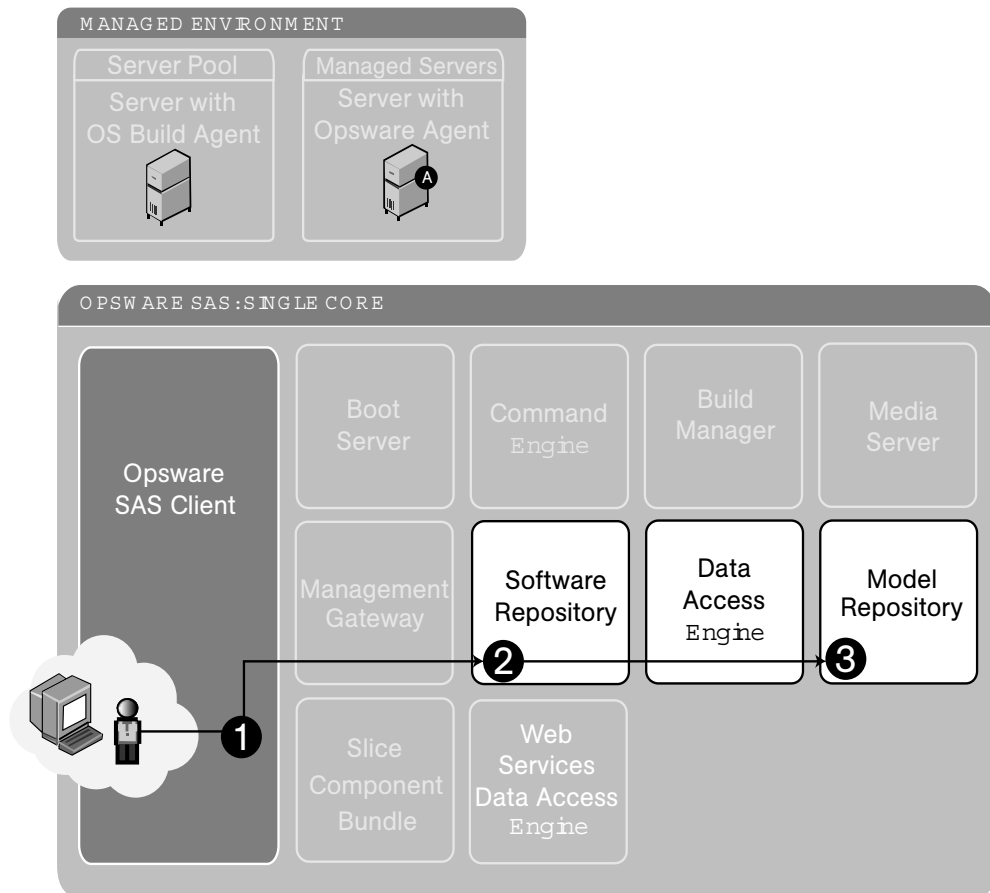 MANAGED ENVIRONMENT
Server Pool
Server with
OS Build Agent
Managed Servers
Server with
Opsware Agent
A
OPSWARE SAS: SINGLE CORE
Opsware
SAS Client
Boot
Server
Command
Engine
Build
Manager
Media
Server
Management
Gateway
Software
Repository
Data
Access
Engine
Model
Repository
2
3
1
Slice
Component
Bundle
Web
Services
Data Access
Engine